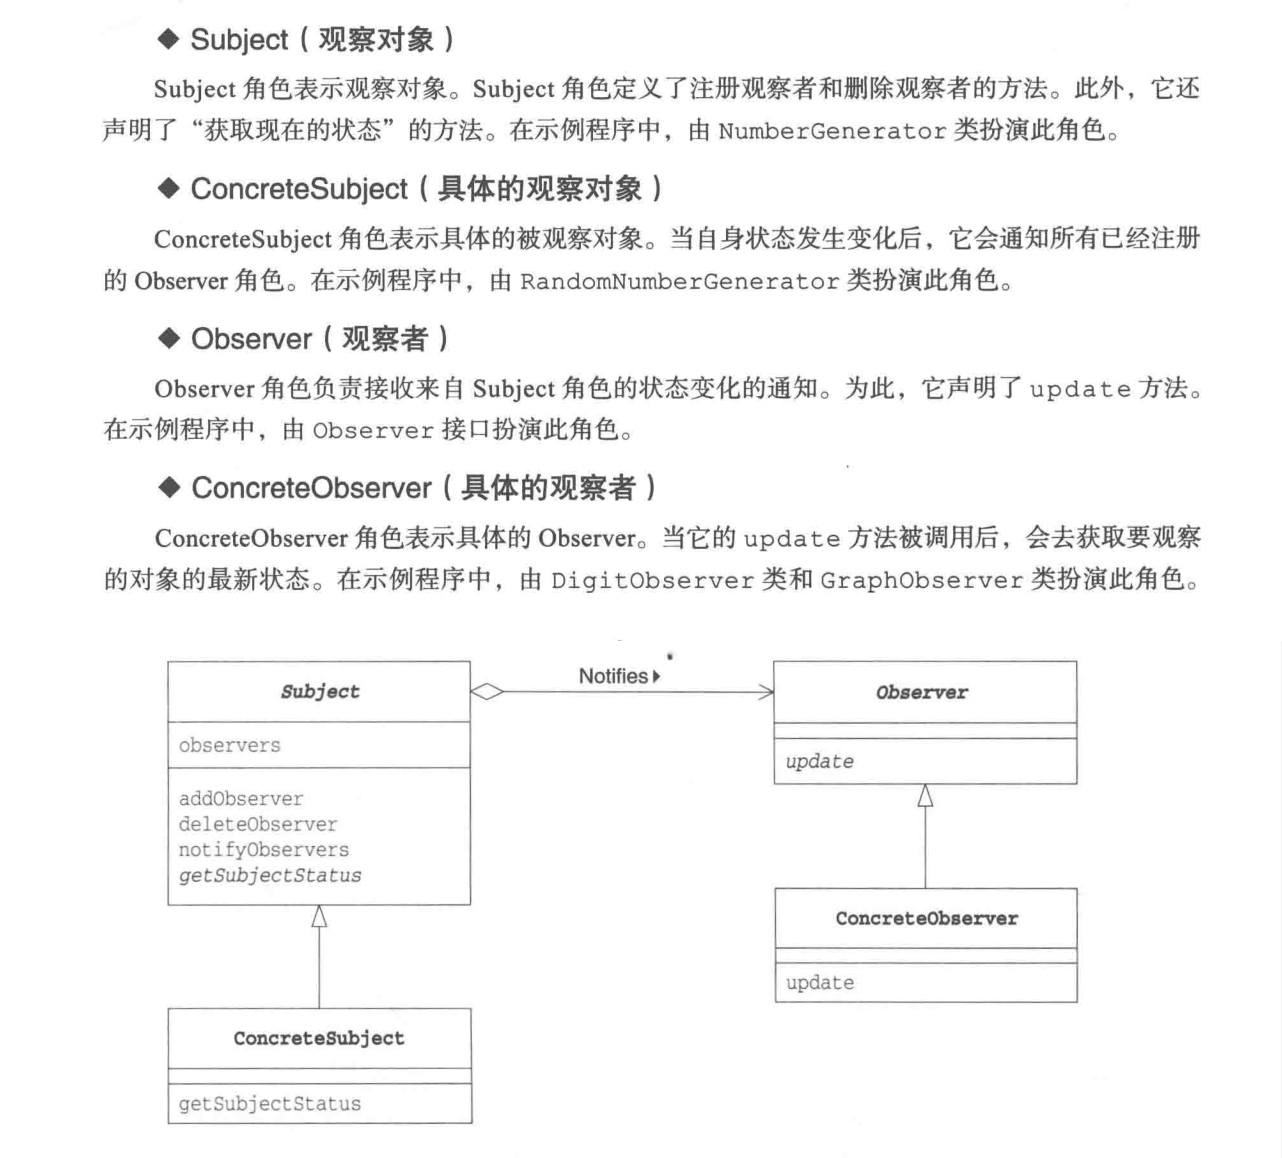 ◆ Subject（观察对象）
Subject 角色表示观察对象。Subject 角色定义了注册观察者和删除观察者的方法。此外，它还
声明了“获取现在的状态”的方法。在示例程序中，由 NumberGenerator 类扮演此角色。
◆ ConcreteSubject（具体的观察对象）
ConcreteSubject 角色表示具体的被观察对象。当自身状态发生变化后，它会通知所有已经注册
的 Observer 角色。在示例程序中，由 RandomNumberGenerator 类扮演此角色。
◆ Observer（观察者）
Observer 角色负责接收来自 Subject 角色的状态变化的通知。为此，它声明了 update 方法。
在示例程序中，由 Observer 接口扮演此角色。
◆ ConcreteObserver（具体的观察者）
ConcreteObserver 角色表示具体的 Observer。当它的 update 方法被调用后，会去获取要观察
的对象的最新状态。在示例程序中，由 DigitObserver 类和 GraphObserver 类扮演此角色。
Subject
observers
addObserver
deleteObserver
notifyObservers
getSubjectStatus
Notifies
Observer
update
ConcreteObserver
update
ConcreteSubject
getSubjectStatus